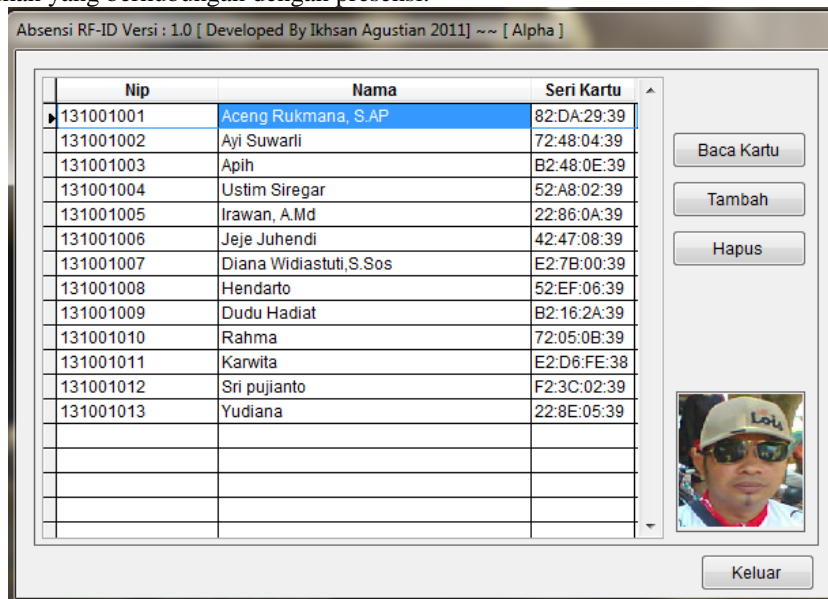 yang berhubungan dengan presensi.
Absensi RF-ID Versi : 1.0 [ Developed By Ikhsan Agustian 2011] ~~ [ Alpha ]
Nip Nama Seri Kartu
131001001 Aceng Rukmana, S.AP 82:DA:29:39
131001002 Ayi Suwarli 72:48:04:39
131001003 Apih B2:48:0E:39
131001004 Ustim Siregar 52:A8:02:39
131001005 Irawan, A.Md 22:86:0A:39
131001006 Jeje Juhendi 42:47:08:39
131001007 Diana Widiastuti,S.Sos E2:7B:00:39
131001008 Hendarto 52:EF:06:39
131001009 Dudu Hadiat B2:16:2A:39
131001010 Rahma 72:05:0B:39
131001011 Karwita E2:D6:FE:38
131001012 Sri pujianto F2:3C:02:39
131001013 Yudiana 22:8E:05:39
Baca Kartu
Tambah
Hapus
Lois
Keluar